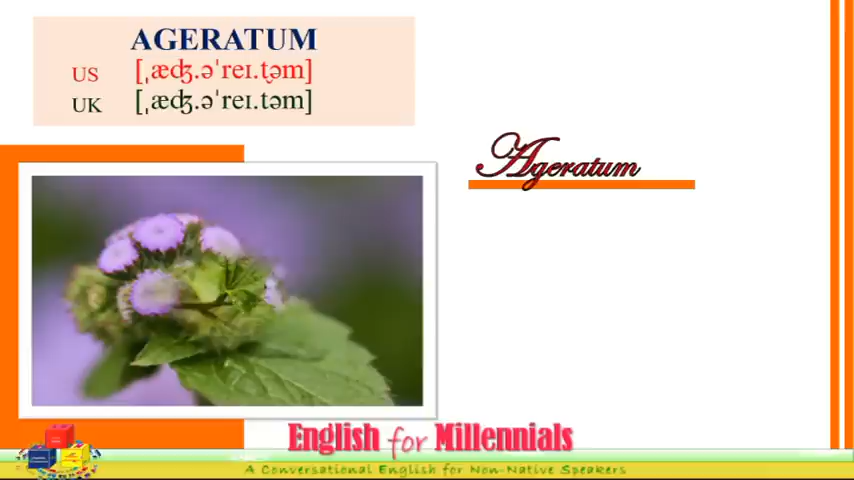 AGERATUM
US [ˌædʒ.əˈreɪ.t̬əm]
UK [ˌædʒ.əˈreɪ.təm]
Ageratum
English for Millennials
A Conversational English for Non-Native Speakers